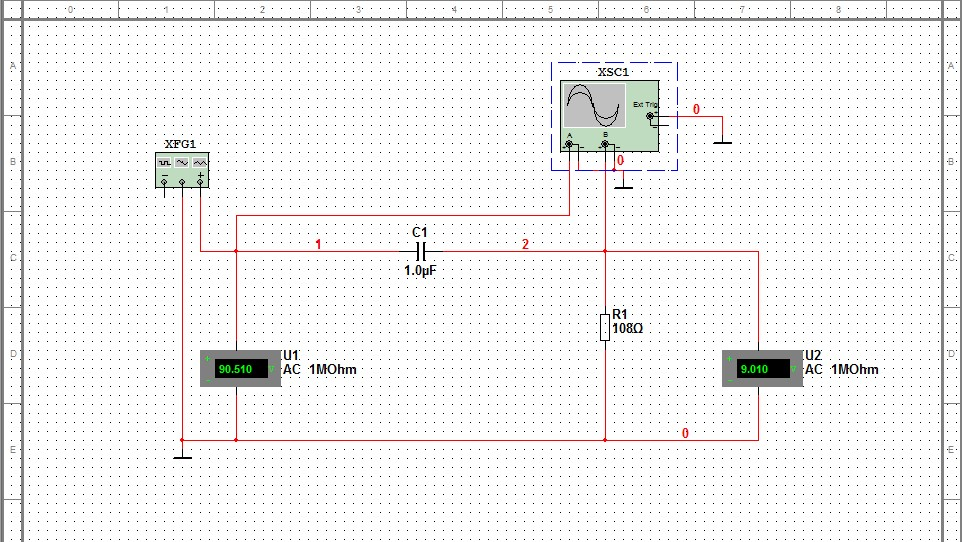 0 1 2 3 4 5 6 7 8
A A
XSC1
Ext Trig
+
0
-
A B
+ - + -
B B
XFG1
- +
0
C1
1 2
C C
1.0µF
R1
108Ω
D D
U1
+
90.510 V
AC 1MOhm
-
U2
+
9.010 V
AC 1MOhm
-
0
E E